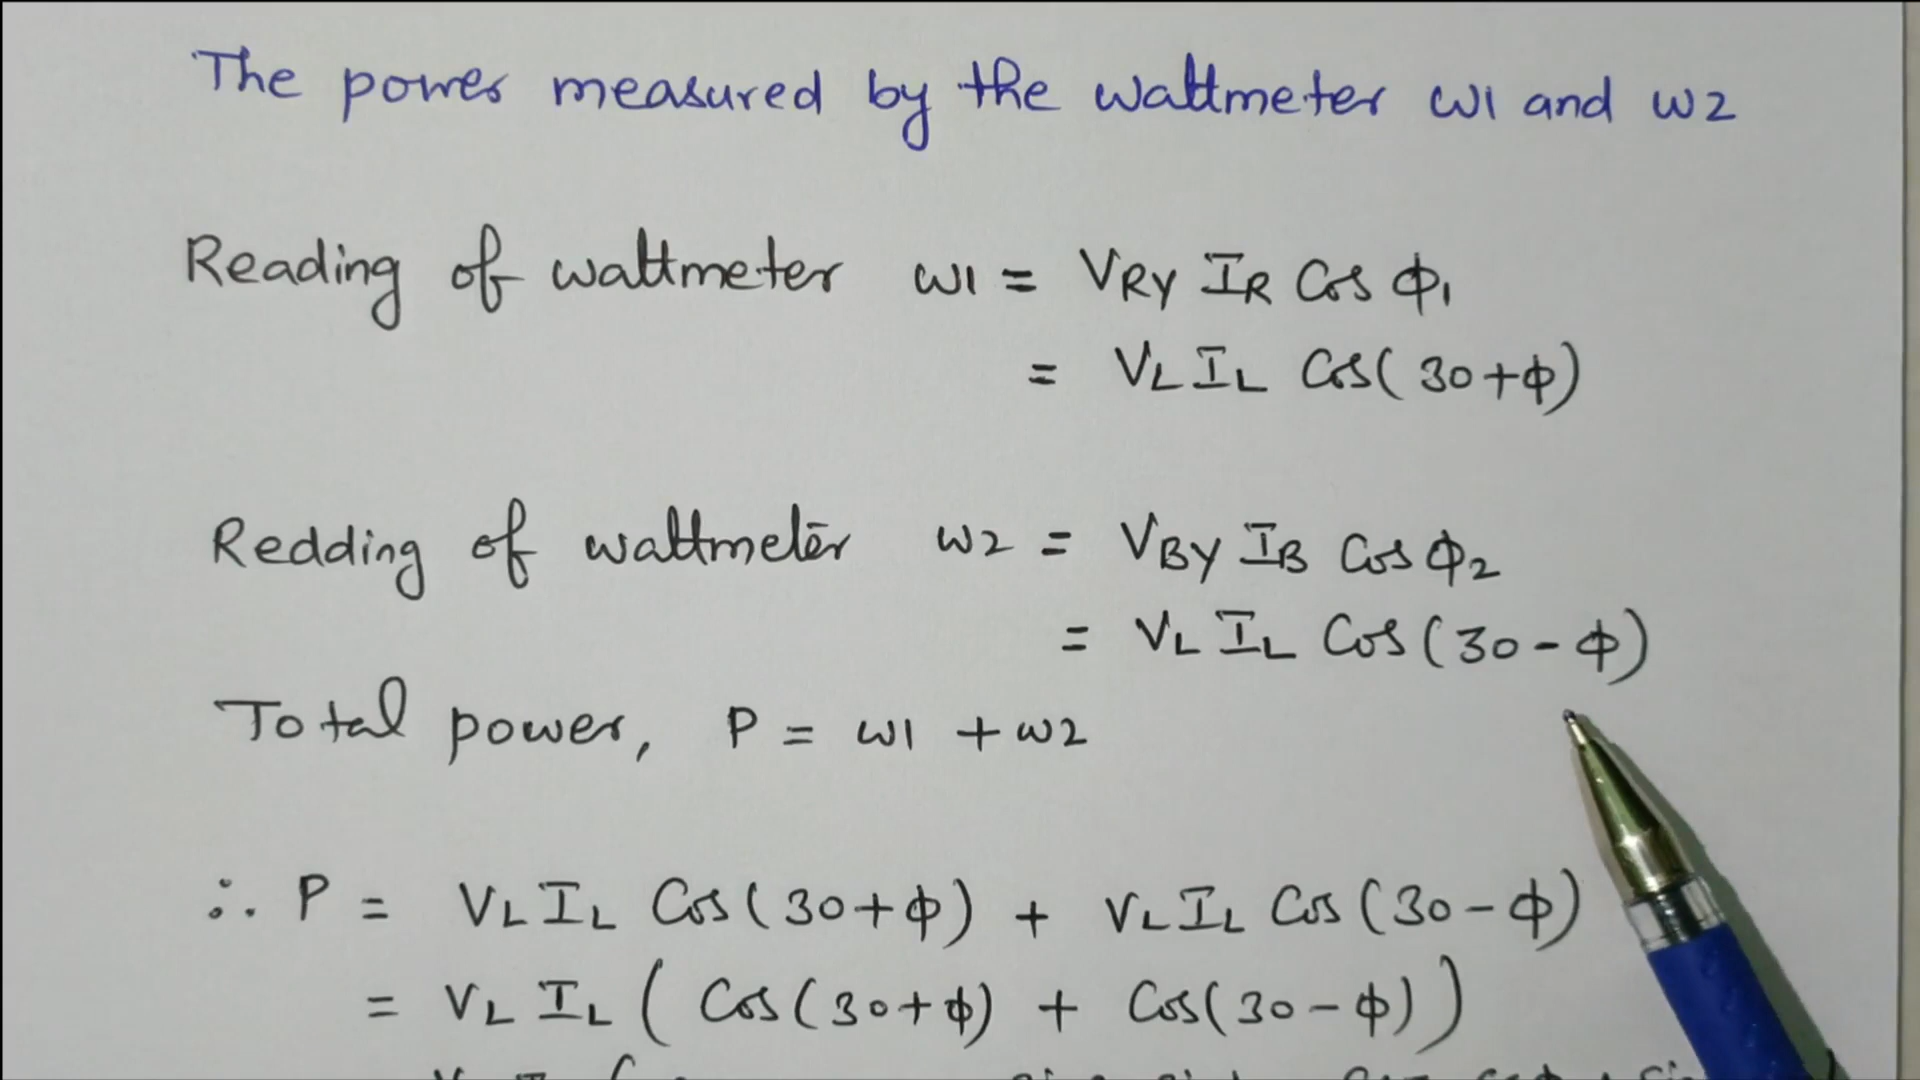 The power measured by the wattmeter W1 and W2
Reading of wattmeter W1 = VRY IR Cos ϕ1
= VL IL Cos(30+ϕ)
Redding of wattmeter W2 = VBY IB Cos ϕ2
= VL IL Cos(30-ϕ)
Total power, P = W1 + W2
∴ P = VL IL Cos(30+ϕ) + VL IL Cos(30-ϕ)
= VL IL ( Cos(30+ϕ) + Cos(30-ϕ))